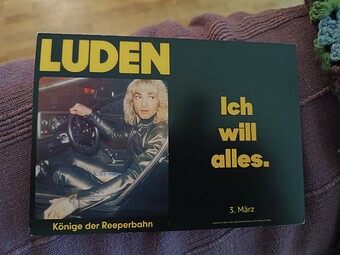 LUDEN
Könige der Reeperbahn
Ich
will
alles.
3. März